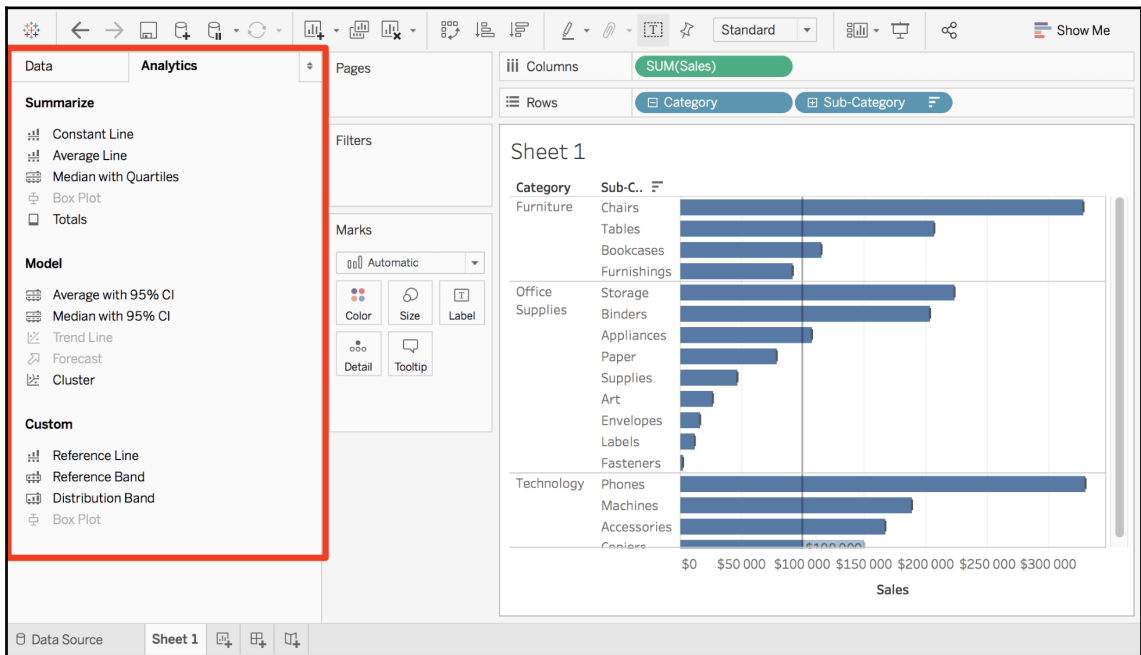 Standard
Show Me
Data
Analytics
Summarize
Constant Line
Average Line
Median with Quartiles
Box Plot
Totals
Model
Average with 95% CI
Median with 95% CI
Trend Line
Forecast
Cluster
Custom
Reference Line
Reference Band
Distribution Band
Box Plot
Pages
Filters
Marks
Automatic
Color Size Label
Detail Tooltip
Columns SUM(Sales)
Rows Category Sub-Category
Sheet 1
Category Sub-C..
Furniture Chairs
Tables
Bookcases
Furnishings
Office Storage
Supplies Binders
Appliances
Paper
Supplies
Art
Envelopes
Labels
Fasteners
Technology Phones
Machines
Accessories
Copiers $100 000
$0 $50 000 $100 000 $150 000 $200 000 $250 000 $300 000
Sales
Data Source Sheet 1